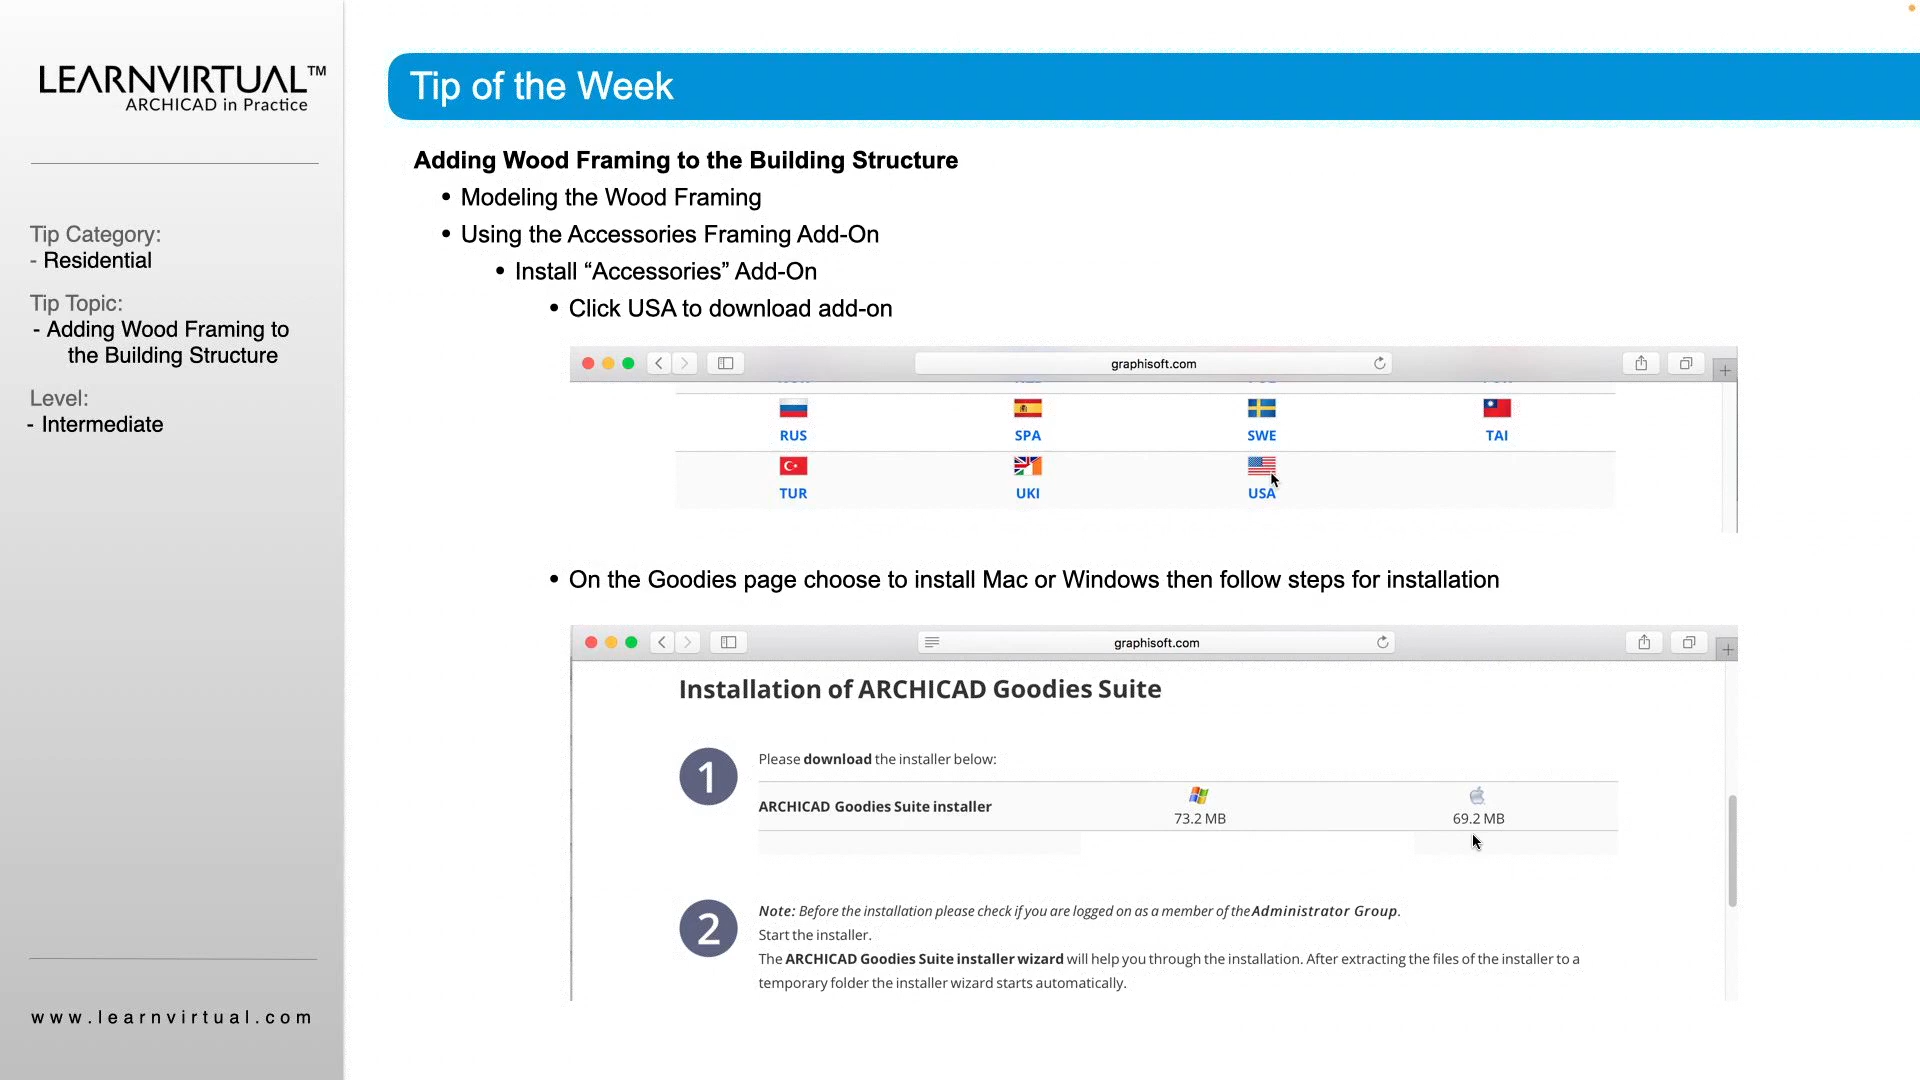 LEARNVIRTUAL™
ARCHICAD in Practice
Tip Category:
- Residential
Tip Topic:
- Adding Wood Framing to
the Building Structure
Level:
- Intermediate
www.learnvirtual.com
Tip of the Week
Adding Wood Framing to the Building Structure
• Modeling the Wood Framing
• Using the Accessories Framing Add-On
• Install “Accessories” Add-On
• Click USA to download add-on
graphisoft.com
RUS SPA SWE TAI
TUR UKI USA
• On the Goodies page choose to install Mac or Windows then follow steps for installation
graphisoft.com
Installation of ARCHICAD Goodies Suite
1
Please download the installer below:
ARCHICAD Goodies Suite installer
73.2 MB 69.2 MB
2
Note: Before the installation please check if you are logged on as a member of the Administrator Group.
Start the installer.
The ARCHICAD Goodies Suite installer wizard will help you through the installation. After extracting the files of the installer to a
temporary folder the installer wizard starts automatically.